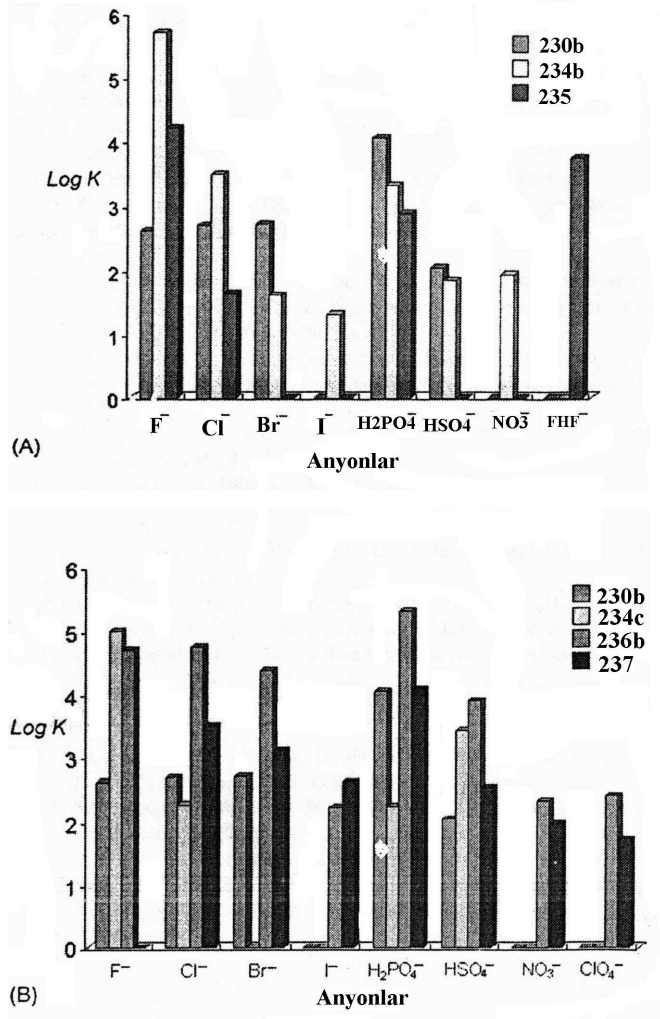 6
230b
234b
5
235
4
Log K
3
2
1
0
F⁻ Cl⁻ Br⁻ I⁻ H2PO4⁻ HSO4⁻ NO3⁻ FHF⁻
(A)
Anyonlar
6
230b
234c
5
236b
237
4
Log K
3
2
1
0
F⁻ Cl⁻ Br⁻ I⁻ H₂PO₄⁻ HSO₄⁻ NO₃⁻ ClO₄⁻
(B)
Anyonlar